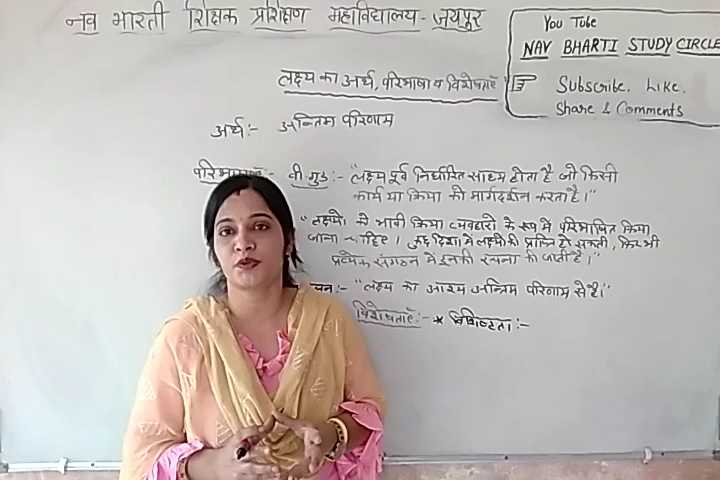 नव भारती शिक्षक प्रशिक्षण महाविद्यालय - जयपुर
You Tube
NAV BHARTI STUDY CIRCLE
Subscribe, Like,
Share & Comments
लक्ष्य का अर्थ, परिभाषा व विशेषताएँ
अर्थ:- अन्तिम परिणाम
वी. गुड:- "लक्ष्य पूर्व निर्धारित साध्य होता है जो किसी
कार्य या क्रिया को मार्गदर्शन करता है।"
"लक्ष्यों को भावी क्रिया व्यवहारों के रूप में परिभाषित किया
जाना चाहिए। में लक्ष्यों की प्राप्ति हो सकती, फिर भी
प्रत्येक संगठन में इनकी रचना की जाती है।"
"लक्ष्य का आशय अन्तिम परिणाम से है।"
विशेषताएँ:- * विशिष्टता:-